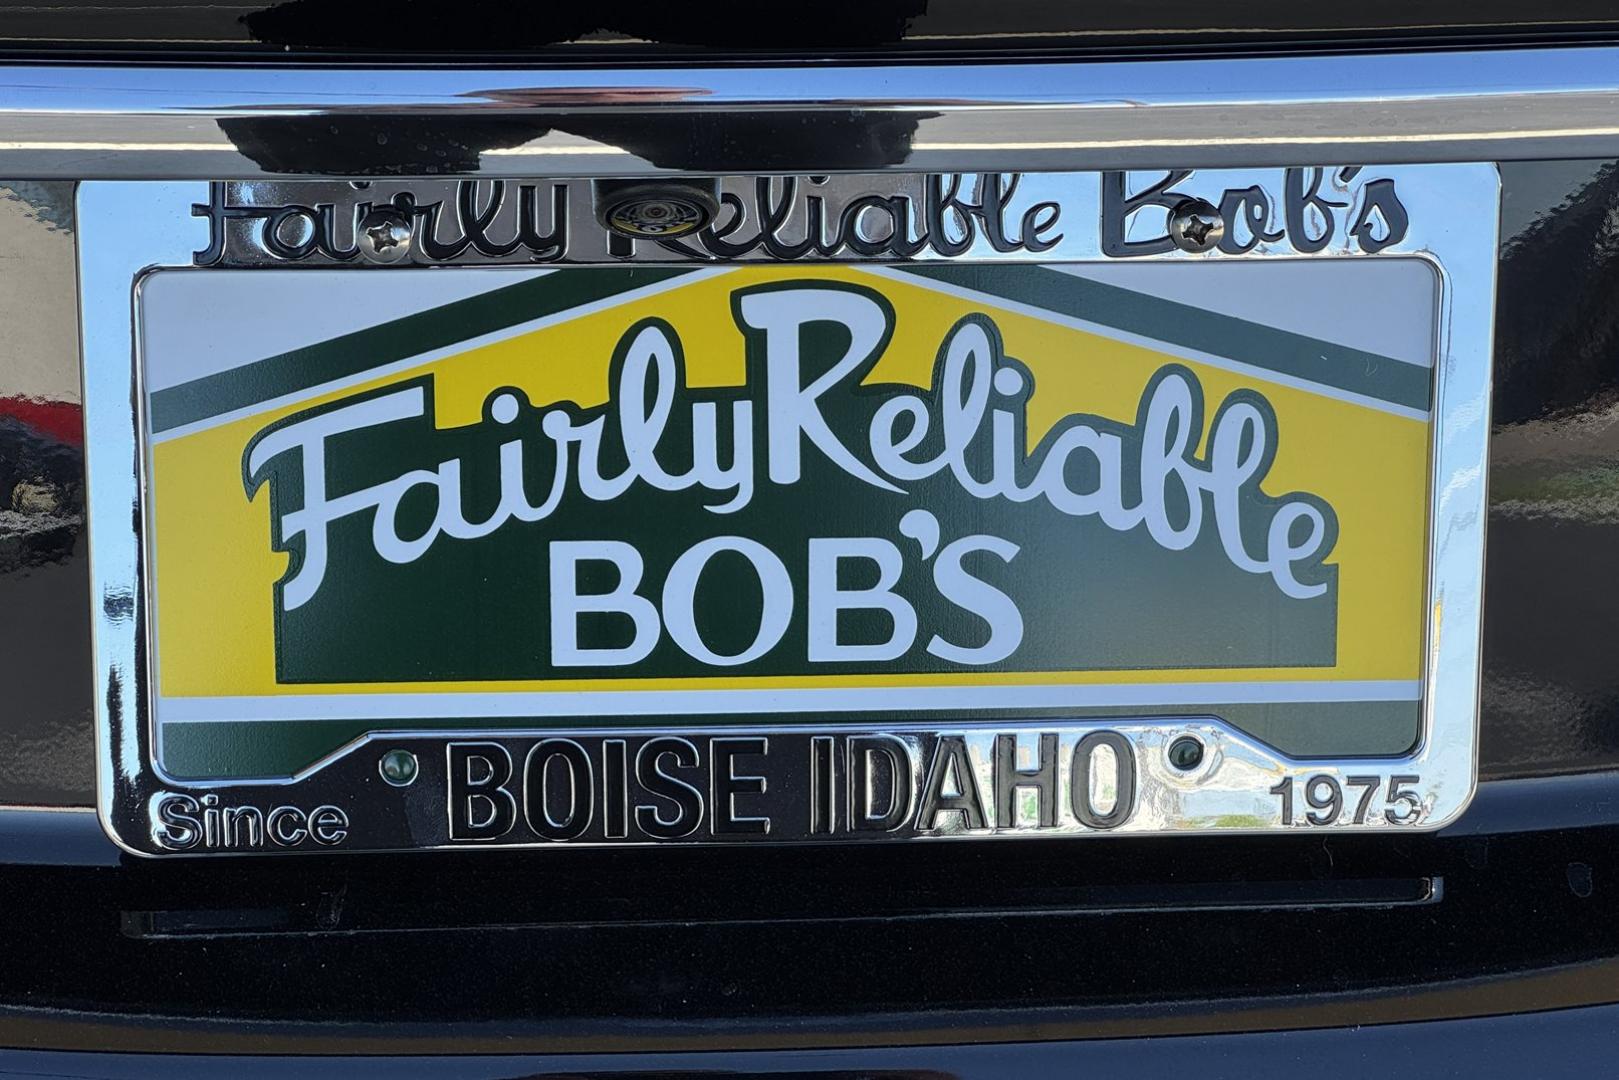 Fairly Reliable Bob's
Fairly Reliable
BOB'S
BOISE IDAHO
Since 1975